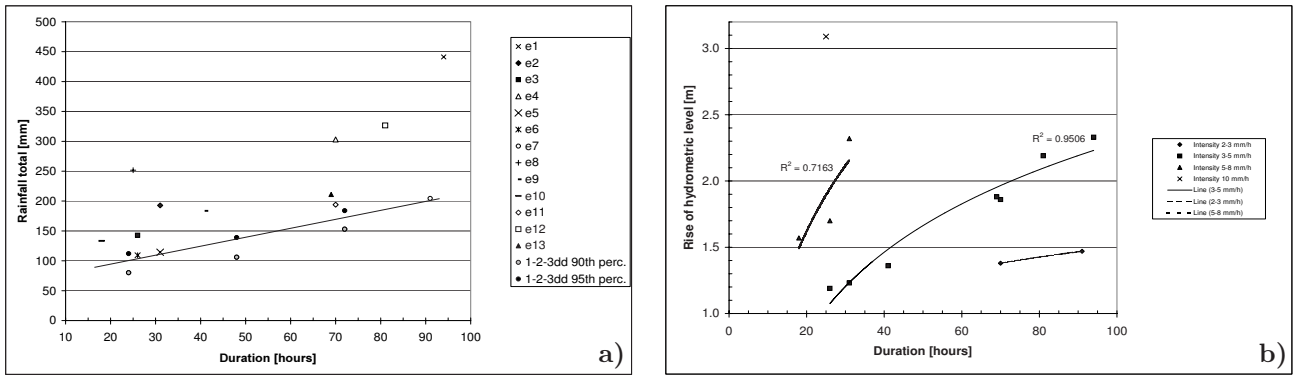 Rainfall total [mm]
500
450
400
350
300
250
200
150
100
50
0
10 20 30 40 50 60 70 80 90 100
Duration [hours]
e1
e2
e3
e4
e5
e6
e7
e8
e9
e10
e11
e12
e13
1-2-3dd 90th perc.
1-2-3dd 95th perc.
a)
Rise of hydrometric level [m]
3.0
2.5
2.0
1.5
1.0
R² = 0.7163
R² = 0.9506
0 20 40 60 80 100
Duration [hours]
Intensity 2-3 mm/h
Intensity 3-5 mm/h
Intensity 5-8 mm/h
Intensity 10 mm/h
Line (3-5 mm/h)
Line (2-3 mm/h)
Line (5-8 mm/h)
b)